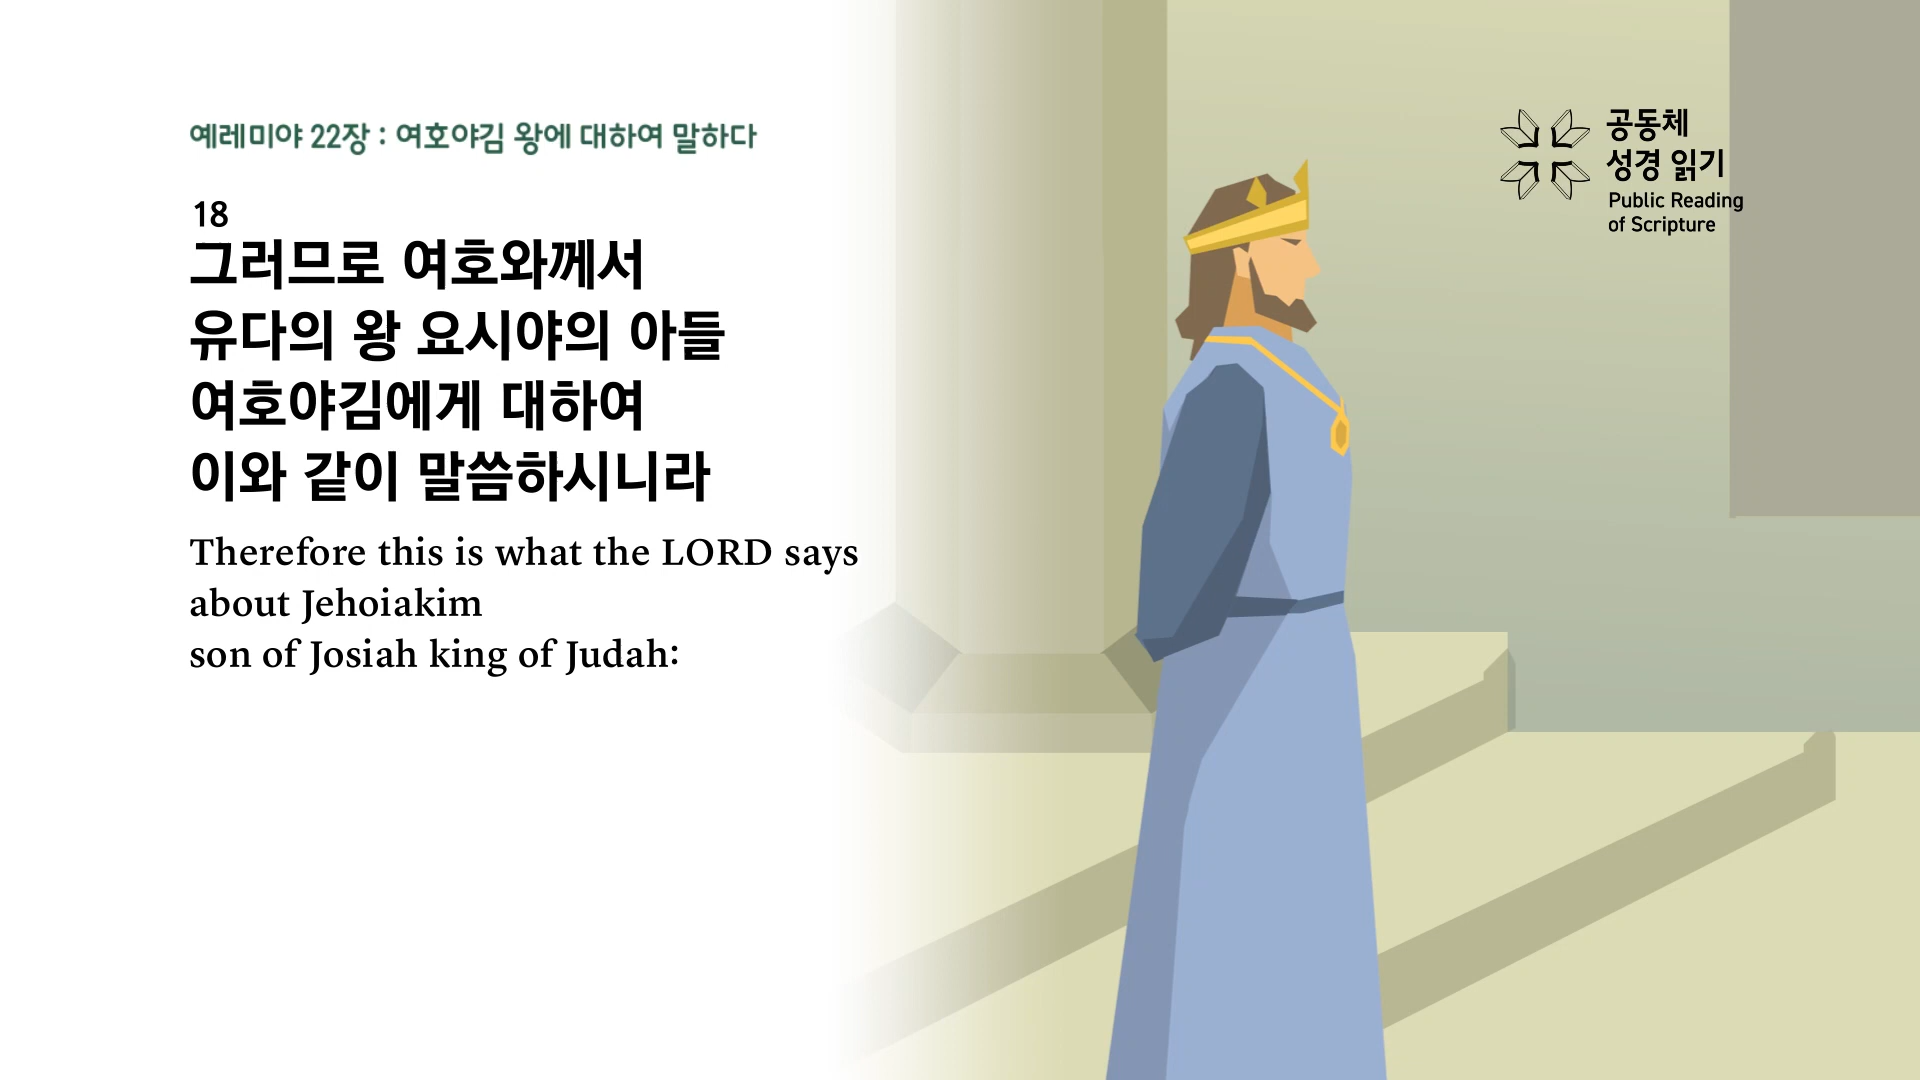 예레미야 22장 : 여호야김 왕에 대하여 말하다
18
그러므로 여호와께서
유다의 왕 요시야의 아들
여호야김에게 대하여
이와 같이 말씀하시니라
Therefore this is what the LORD says
about Jehoiakim
son of Josiah king of Judah:
공동체
성경 읽기
Public Reading
of Scripture